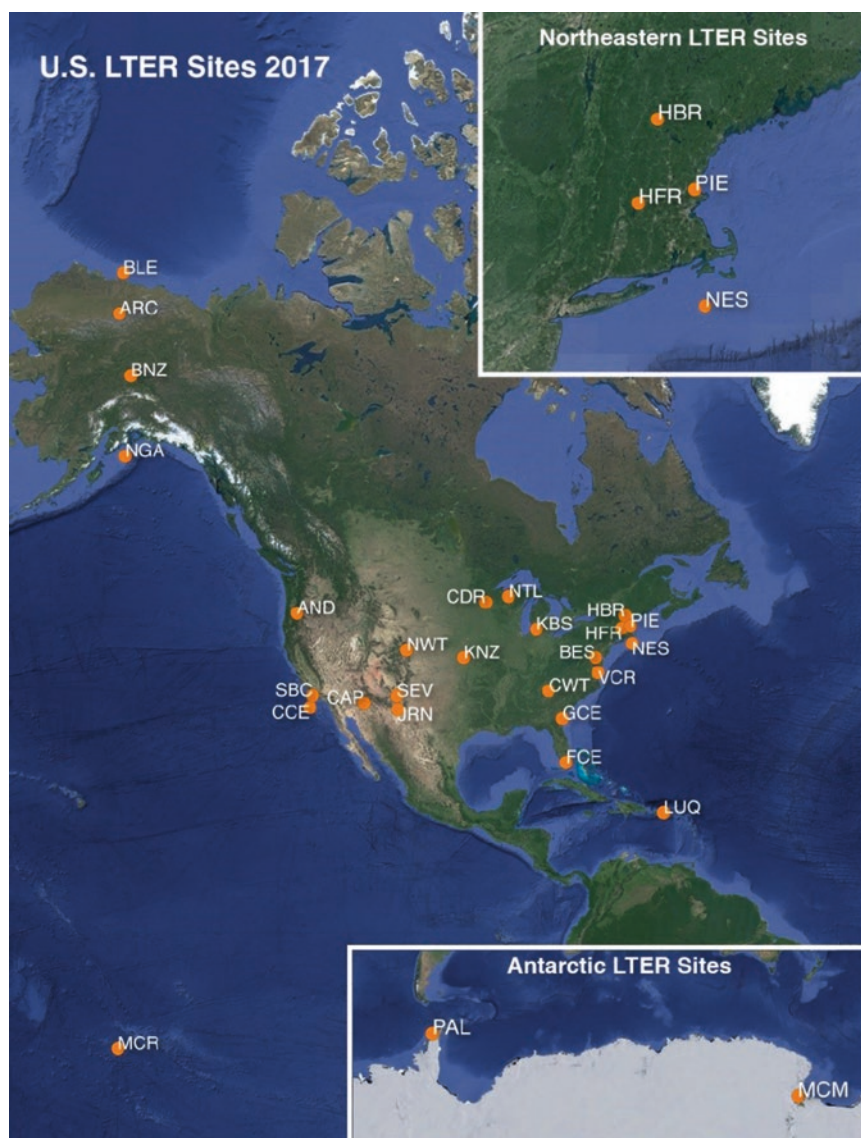 U.S. LTER Sites 2017
Northeastern LTER Sites
HBR
PIE
HFR
NES
BLE
ARC
BNZ
NGA
AND
CDR
NTL
KBS
HBR
PIE
HFR
NES
NWT
KNZ
BES
VCR
SBC
CAP
SEV
CWT
CCE
JRN
GCE
FCE
LUQ
MCR
Antarctic LTER Sites
PAL
MCM